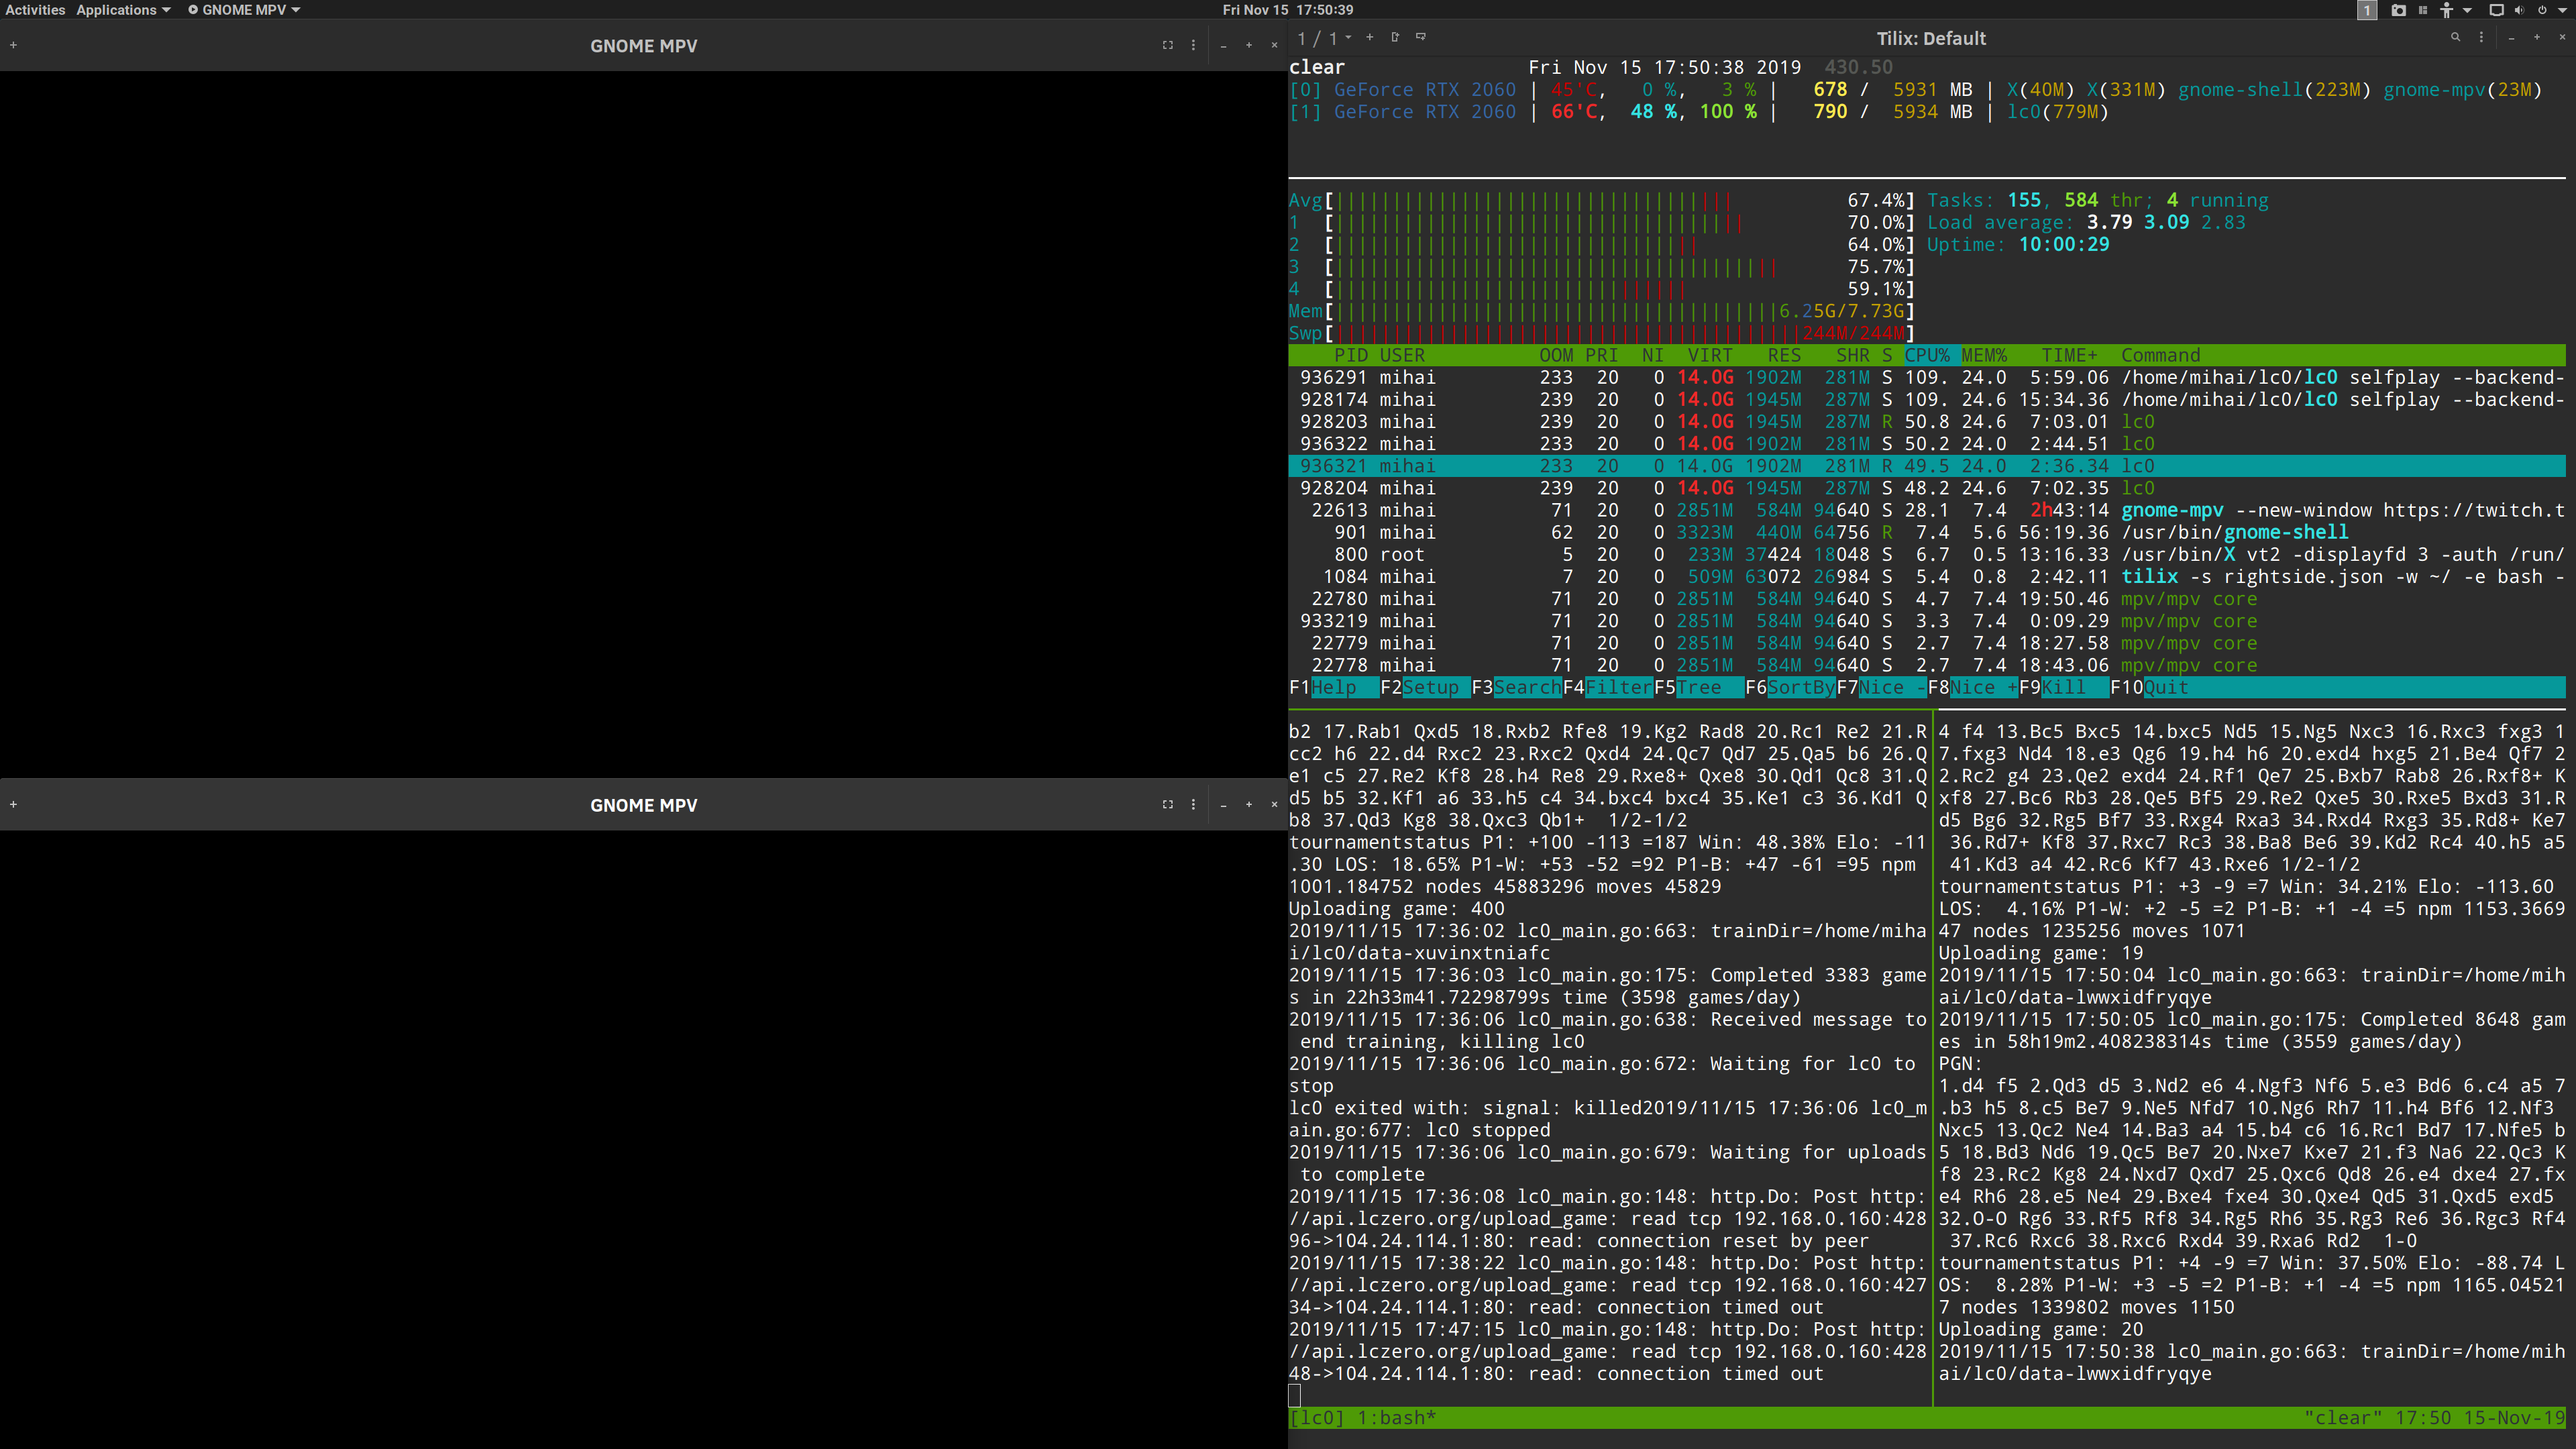 Activities Applications GNOME MPV Fri Nov 15 17:50:39 1
GNOME MPV
GNOME MPV
1 / 1 Tilix: Default
clear Fri Nov 15 17:50:38 2019 430.50
[0] GeForce RTX 2060 | 45'C, 0 %, 3 % | 678 / 5931 MB | X(40M) X(331M) gnome-shell(223M) gnome-mpv(23M)
[1] GeForce RTX 2060 | 66'C, 48 %, 100 % | 790 / 5934 MB | lc0(779M)
Avg[ 67.4%] Tasks: 155, 584 thr; 4 running
1 [ 70.0%] Load average: 3.79 3.09 2.83
2 [ 64.0%] Uptime: 10:00:29
3 [ 75.7%]
4 [ 59.1%]
Mem[ 6.25G/7.73G]
Swp[ 244M/244M]
PID USER OOM PRI NI VIRT RES SHR S CPU% MEM% TIME+ Command
936291 mihai 233 20 0 14.0G 1902M 281M S 109. 24.0 5:59.06 /home/mihai/lc0/lc0 selfplay --backend-
928174 mihai 239 20 0 14.0G 1945M 287M S 109. 24.6 15:34.36 /home/mihai/lc0/lc0 selfplay --backend-
928203 mihai 239 20 0 14.0G 1945M 287M R 50.8 24.6 7:03.01 lc0
936322 mihai 233 20 0 14.0G 1902M 281M S 50.2 24.0 2:44.51 lc0
936321 mihai 233 20 0 14.0G 1902M 281M R 49.5 24.0 2:36.34 lc0
928204 mihai 239 20 0 14.0G 1945M 287M S 48.2 24.6 7:02.35 lc0
22613 mihai 71 20 0 2851M 584M 94640 S 28.1 7.4 2h43:14 gnome-mpv --new-window https://twitch.t
901 mihai 62 20 0 3323M 440M 64756 R 7.4 5.6 56:19.36 /usr/bin/gnome-shell
800 root 5 20 0 233M 37424 18048 S 6.7 0.5 13:16.33 /usr/bin/X vt2 -displayfd 3 -auth /run/
1084 mihai 7 20 0 509M 63072 26984 S 5.4 0.8 2:42.11 tilix -s rightside.json -w ~/ -e bash -
22780 mihai 71 20 0 2851M 584M 94640 S 4.7 7.4 19:50.46 mpv/mpv core
933219 mihai 71 20 0 2851M 584M 94640 S 3.3 7.4 0:09.29 mpv/mpv core
22779 mihai 71 20 0 2851M 584M 94640 S 2.7 7.4 18:27.58 mpv/mpv core
22778 mihai 71 20 0 2851M 584M 94640 S 2.7 7.4 18:43.06 mpv/mpv core
F1Help F2Setup F3SearchF4FilterF5Tree F6SortByF7Nice -F8Nice +F9Kill F10Quit
b2 17.Rab1 Qxd5 18.Rxb2 Rfe8 19.Kg2 Rad8 20.Rc1 Re2 21.R
cc2 h6 22.d4 Rxc2 23.Rxc2 Qxd4 24.Qc7 Qd7 25.Qa5 b6 26.Q
e1 c5 27.Re2 Kf8 28.h4 Re8 29.Rxe8+ Qxe8 30.Qd1 Qc8 31.Q
d5 b5 32.Kf1 a6 33.h5 c4 34.bxc4 bxc4 35.Ke1 c3 36.Kd1 Q
b8 37.Qd3 Kg8 38.Qxc3 Qb1+ 1/2-1/2
tournamentstatus P1: +100 -113 =187 Win: 48.38% Elo: -11
.30 LOS: 18.65% P1-W: +53 -52 =92 P1-B: +47 -61 =95 npm
1001.184752 nodes 45883296 moves 45829
Uploading game: 400
2019/11/15 17:36:02 lc0_main.go:663: trainDir=/home/miha
i/lc0/data-xuvinxtniafc
2019/11/15 17:36:03 lc0_main.go:175: Completed 3383 game
s in 22h33m41.72298799s time (3598 games/day)
2019/11/15 17:36:06 lc0_main.go:638: Received message to
end training, killing lc0
2019/11/15 17:36:06 lc0_main.go:672: Waiting for lc0 to
stop
lc0 exited with: signal: killed2019/11/15 17:36:06 lc0_m
ain.go:677: lc0 stopped
2019/11/15 17:36:06 lc0_main.go:679: Waiting for uploads
to complete
2019/11/15 17:36:08 lc0_main.go:148: http.Do: Post http:
//api.lczero.org/upload_game: read tcp 192.168.0.160:428
96->104.24.114.1:80: read: connection reset by peer
2019/11/15 17:38:22 lc0_main.go:148: http.Do: Post http:
//api.lczero.org/upload_game: read tcp 192.168.0.160:427
34->104.24.114.1:80: read: connection timed out
2019/11/15 17:47:15 lc0_main.go:148: http.Do: Post http:
//api.lczero.org/upload_game: read tcp 192.168.0.160:428
48->104.24.114.1:80: read: connection timed out
4 f4 13.Bc5 Bxc5 14.bxc5 Nd5 15.Ng5 Nxc3 16.Rxc3 fxg3 1
7.fxg3 Nd4 18.e3 Qg6 19.h4 h6 20.exd4 hxg5 21.Be4 Qf7 2
2.Rc2 g4 23.Qe2 exd4 24.Rf1 Qe7 25.Bxb7 Rab8 26.Rxf8+ K
xf8 27.Bc6 Rb3 28.Qe5 Bf5 29.Re2 Qxe5 30.Rxe5 Bxd3 31.R
d5 Bg6 32.Rg5 Bf7 33.Rxg4 Rxa3 34.Rxd4 Rxg3 35.Rd8+ Ke7
36.Rd7+ Kf8 37.Rxc7 Rc3 38.Ba8 Be6 39.Kd2 Rc4 40.h5 a5
41.Kd3 a4 42.Rc6 Kf7 43.Rxe6 1/2-1/2
tournamentstatus P1: +3 -9 =7 Win: 34.21% Elo: -113.60
LOS: 4.16% P1-W: +2 -5 =2 P1-B: +1 -4 =5 npm 1153.3669
47 nodes 1235256 moves 1071
Uploading game: 19
2019/11/15 17:50:04 lc0_main.go:663: trainDir=/home/mih
ai/lc0/data-lwwxidfryqye
2019/11/15 17:50:05 lc0_main.go:175: Completed 8648 gam
es in 58h19m2.408238314s time (3559 games/day)
PGN:
1.d4 f5 2.Qd3 d5 3.Nd2 e6 4.Ngf3 Nf6 5.e3 Bd6 6.c4 a5 7
.b3 h5 8.c5 Be7 9.Ne5 Nfd7 10.Ng6 Rh7 11.h4 Bf6 12.Nf3
Nxc5 13.Qc2 Ne4 14.Ba3 a4 15.b4 c6 16.Rc1 Bd7 17.Nfe5 b
5 18.Bd3 Nd6 19.Qc5 Be7 20.Nxe7 Kxe7 21.f3 Na6 22.Qc3 K
f8 23.Rc2 Kg8 24.Nxd7 Qxd7 25.Qxc6 Qd8 26.e4 dxe4 27.fx
e4 Rh6 28.e5 Ne4 29.Bxe4 fxe4 30.Qxe4 Qd5 31.Qxd5 exd5
32.O-O Rg6 33.Rf5 Rf8 34.Rg5 Rh6 35.Rg3 Re6 36.Rgc3 Rf4
37.Rc6 Rxc6 38.Rxc6 Rxd4 39.Rxa6 Rd2 1-0
tournamentstatus P1: +4 -9 =7 Win: 37.50% Elo: -88.74 L
OS: 8.28% P1-W: +3 -5 =2 P1-B: +1 -4 =5 npm 1165.04521
7 nodes 1339802 moves 1150
Uploading game: 20
2019/11/15 17:50:38 lc0_main.go:663: trainDir=/home/mih
ai/lc0/data-lwwxidfryqye
[lc0] 1:bash* "clear" 17:50 15-Nov-19